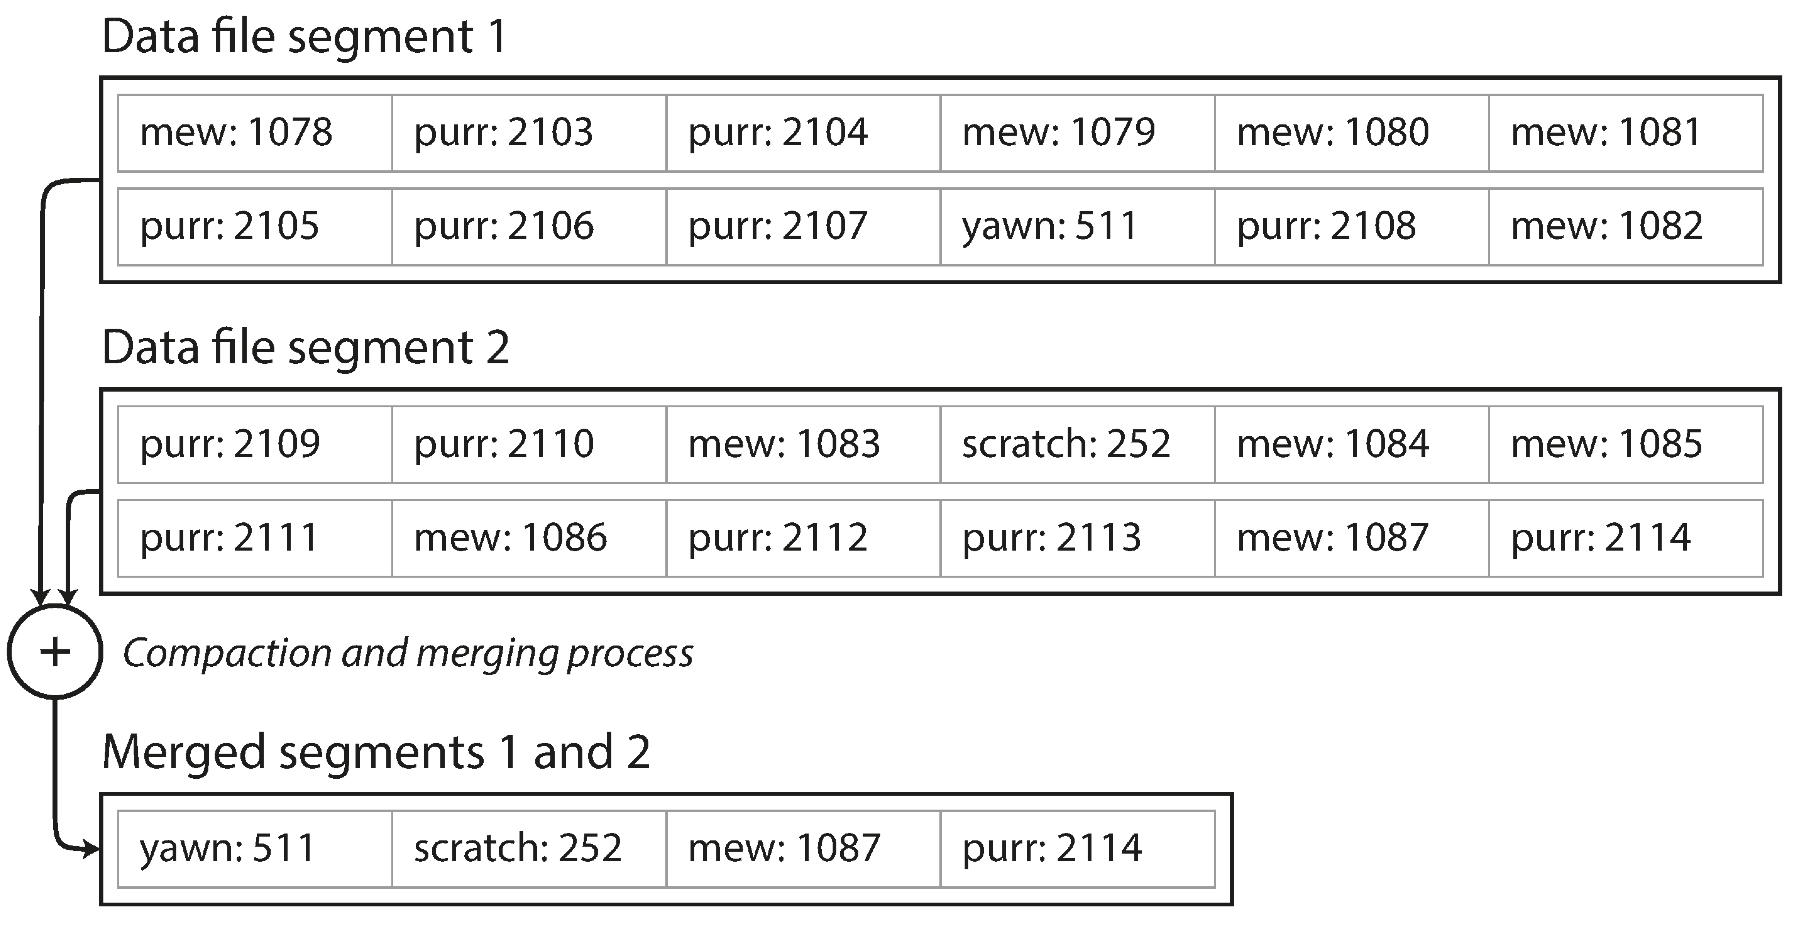 Data file segment 1
mew: 1078 purr: 2103 purr: 2104 mew: 1079 mew: 1080 mew: 1081
purr: 2105 purr: 2106 purr: 2107 yawn: 511 purr: 2108 mew: 1082
Data file segment 2
purr: 2109 purr: 2110 mew: 1083 scratch: 252 mew: 1084 mew: 1085
purr: 2111 mew: 1086 purr: 2112 purr: 2113 mew: 1087 purr: 2114
+ Compaction and merging process
Merged segments 1 and 2
yawn: 511 scratch: 252 mew: 1087 purr: 2114